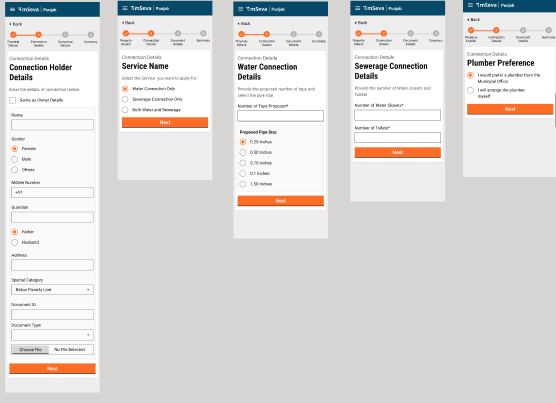 mSeva | Punjab
Back
1 2 3 4
Property Details
Connection Details
Document Details
Summary
Connection Details
Connection Holder
Details
Enter the details of connection holder.
Same as Owner Details
Name
Gender
Female
Male
Others
Mobile Number
+91
Guardian
Father
Husband
Address
Special Category
Below Poverty Line
Document ID
Document Type
Choose File No File Selected
Next
mSeva | Punjab
Back
Property Details
Connection Details
Document Details
Summary
Connection Details
Service Name
Select the Service you want to apply for
Water Connection Only
Sewerage Connection Only
Both Water and Sewerage
Next
mSeva | Punjab
Back
Property Details
Connection Details
Document Details
Summary
Connection Details
Water Connection
Details
Provide the proposed number of taps and
select the pipe size
Number of Taps Proposed*
Proposed Pipe Size
0.25 Inches
0.50 Inches
0.75 Inches
0.1 Inches
1.50 Inches
Next
mSeva | Punjab
Back
Property Details
Connection Details
Document Details
Summary
Connection Details
Sewerage Connection
Details
Provide the number of Water closets and
Toilets
Number of Water Closets*
Number of Toilets*
Next
mSeva | Punjab
Back
Property Details
Connection Details
Document Details
Summary
Connection Details
Plumber Preference
I would prefer a plumber from the
Municipal Office
I will arrange the plumber
myself
Next